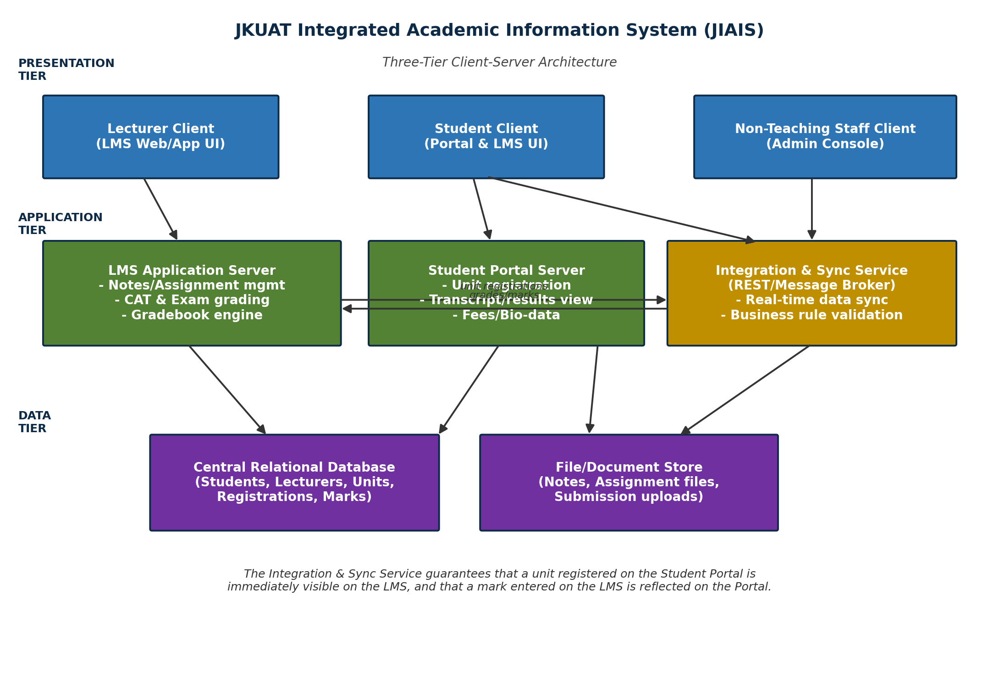 JKUAT Integrated Academic Information System (JIAIS)
Three-Tier Client-Server Architecture
PRESENTATION
TIER
Lecturer Client
(LMS Web/App UI)
Student Client
(Portal & LMS UI)
Non-Teaching Staff Client
(Admin Console)
APPLICATION
TIER
LMS Application Server
- Notes/Assignment mgmt
- CAT & Exam grading
- Gradebook engine
Student Portal Server
- Unit registration
- Transcript/results view
- Fees/Bio-data
unit registrations
grades/marks
Integration & Sync Service
(REST/Message Broker)
- Real-time data sync
- Business rule validation
DATA
TIER
Central Relational Database
(Students, Lecturers, Units,
Registrations, Marks)
File/Document Store
(Notes, Assignment files,
Submission uploads)
The Integration & Sync Service guarantees that a unit registered on the Student Portal is
immediately visible on the LMS, and that a mark entered on the LMS is reflected on the Portal.